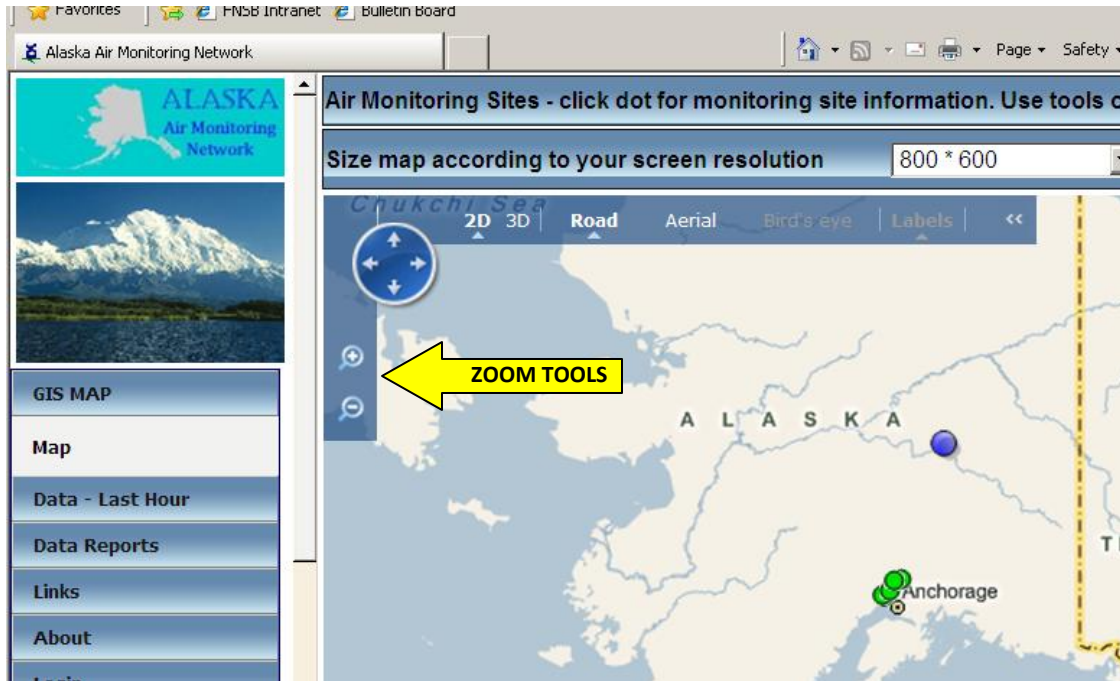 Favorites FNSB Intranet Bulletin Board
Alaska Air Monitoring Network
Page Safety
ALASKA
Air Monitoring
Network
Air Monitoring Sites - click dot for monitoring site information. Use tools
Size map according to your screen resolution 800 * 600
Chukchi Sea
2D 3D Road Aerial Bird's eye Labels <<
ZOOM TOOLS
GIS MAP
Map
Data - Last Hour
Data Reports
Links
About
A L A S K A
Anchorage